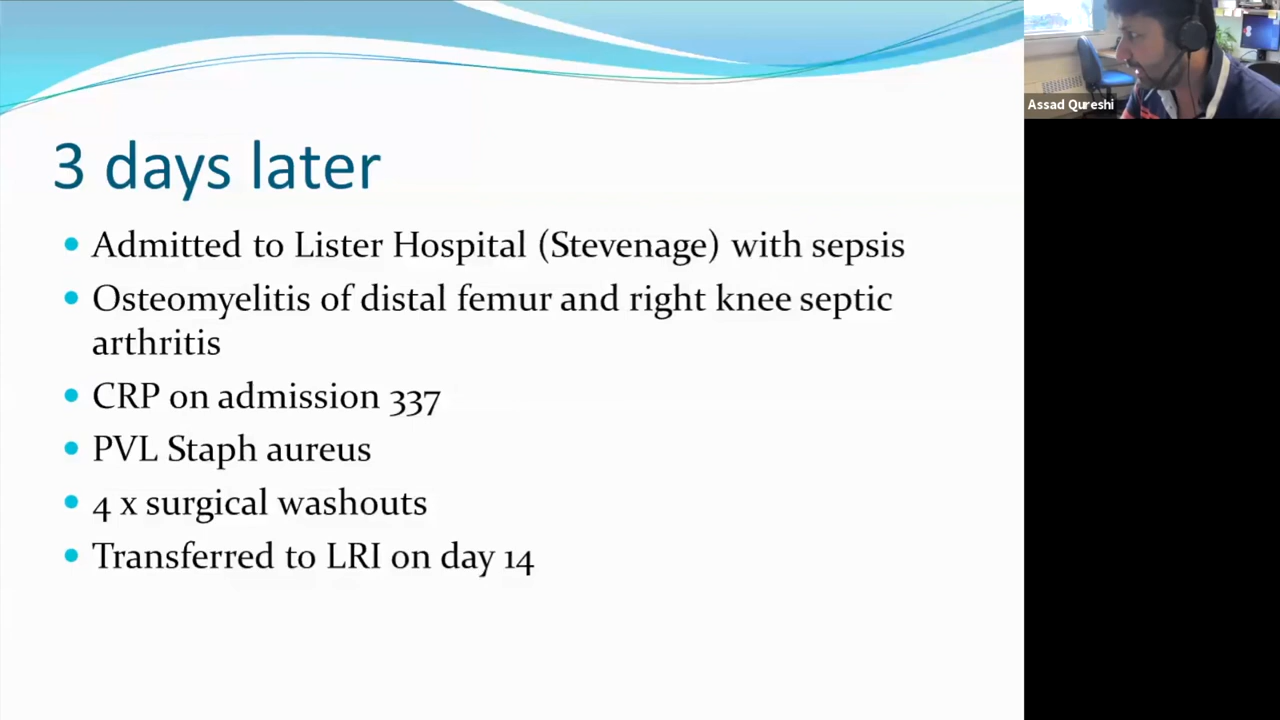 3 days later
Admitted to Lister Hospital (Stevenage) with sepsis
Osteomyelitis of distal femur and right knee septic
arthritis
CRP on admission 337
PVL Staph aureus
4 x surgical washouts
Transferred to LRI on day 14
Assad Qureshi